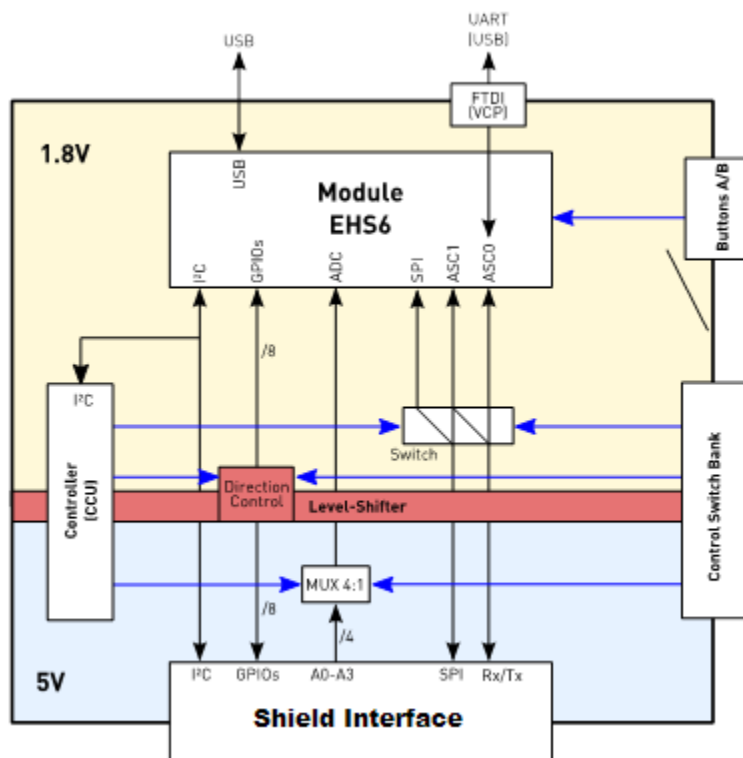 USB
UART
(USB)
FTDI
(VCP)
1.8V
USB
Module
EHS6
Buttons A/B
I²C
GPIOs
ADC
SPI
ASC1
ASC0
/8
I²C
Controller
(CCU)
Switch
Control Switch Bank
Direction
Control
Level-Shifter
MUX 4:1
/8
/4
5V
I²C
GPIOs
A0-A3
SPI
Rx/Tx
Shield Interface